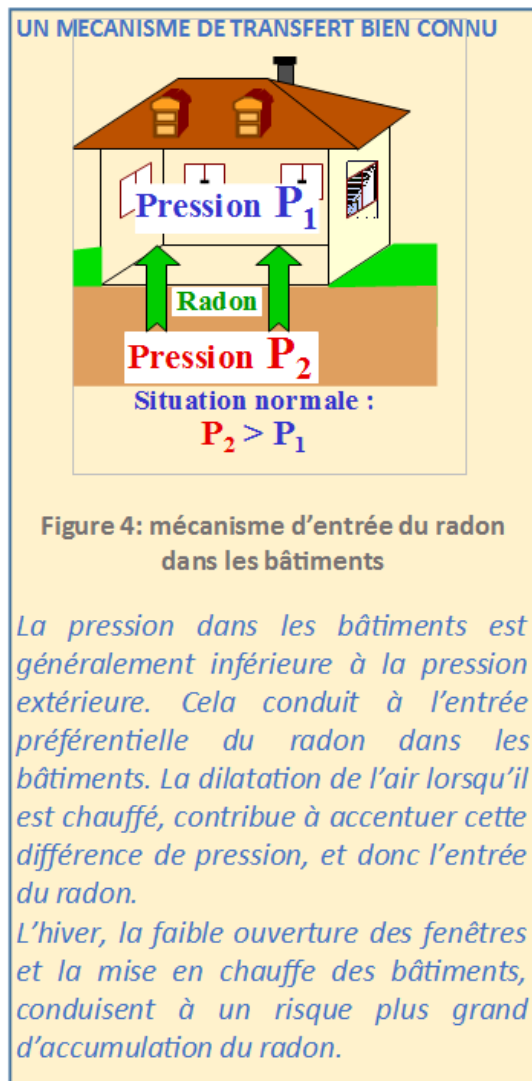 UN MECANISME DE TRANSFERT BIEN CONNU
Pression P₁
Radon
Pression P₂
Situation normale :
P₂ > P₁
Figure 4: mécanisme d'entrée du radon
dans les bâtiments
La pression dans les bâtiments est
généralement inférieure à la pression
extérieure. Cela conduit à l'entrée
préférentielle du radon dans les
bâtiments. La dilatation de l'air lorsqu'il
est chauffé, contribue à accentuer cette
différence de pression, et donc l'entrée
du radon.
L'hiver, la faible ouverture des fenêtres
et la mise en chauffe des bâtiments,
conduisent à un risque plus grand
d'accumulation du radon.